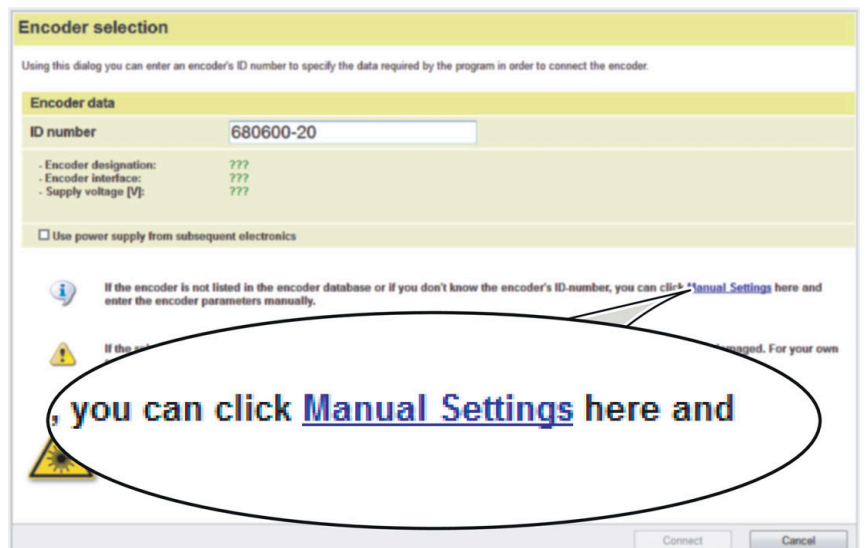 Encoder selection
Using this dialog you can enter an encoder's ID number to specify the data required by the program in order to connect the encoder.
Encoder data
ID number 680600-20
- Encoder designation: ???
- Encoder interface: ???
- Supply voltage [V]: ???
Use power supply from subsequent electronics
If the encoder is not listed in the encoder database or if you don't know the encoder's ID-number, you can click Manual Settings here and
enter the encoder parameters manually.
If the damaged. For your own
, you can click Manual Settings here and
Connect Cancel